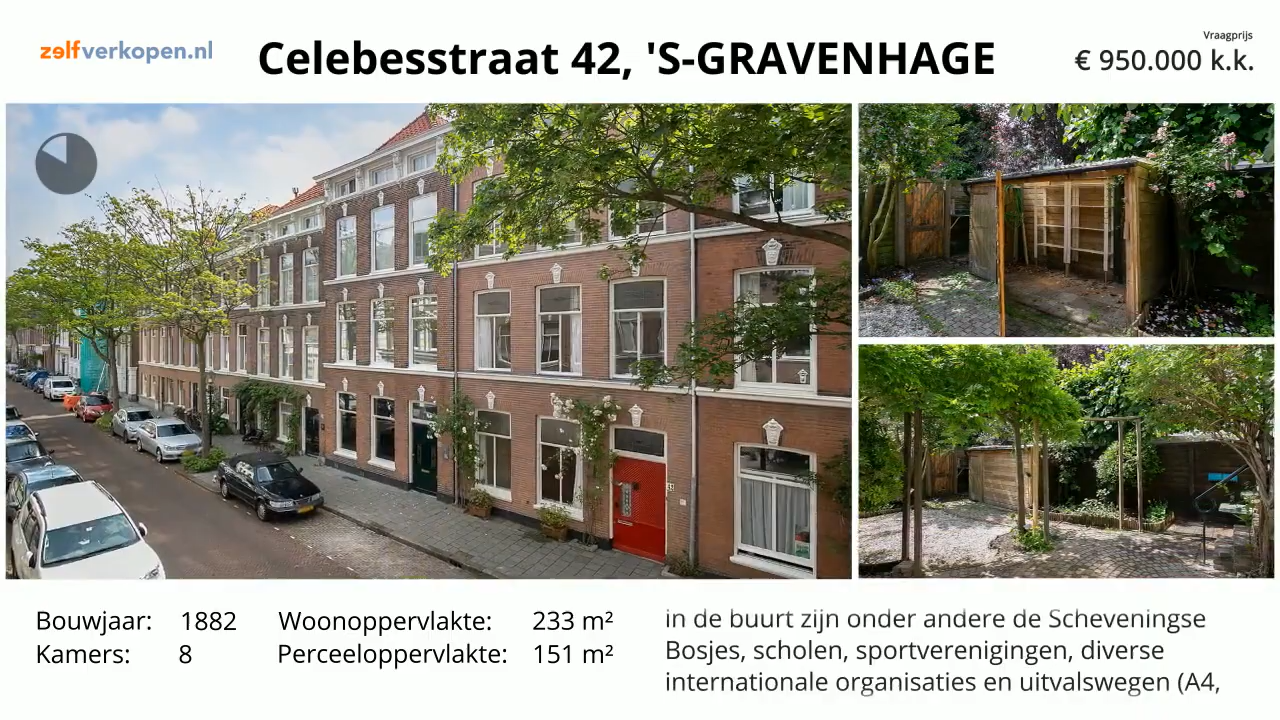 zelfverkopen.nl
Celebesstraat 42, 'S-GRAVENHAGE
Vraagprijs
€ 950.000 k.k.
Bouwjaar: 1882
Kamers: 8
Woonoppervlakte: 233 m²
Perceeloppervlakte: 151 m²
in de buurt zijn onder andere de Scheveningse
Bosjes, scholen, sportverenigingen, diverse
internationale organisaties en uitvalswegen (A4,